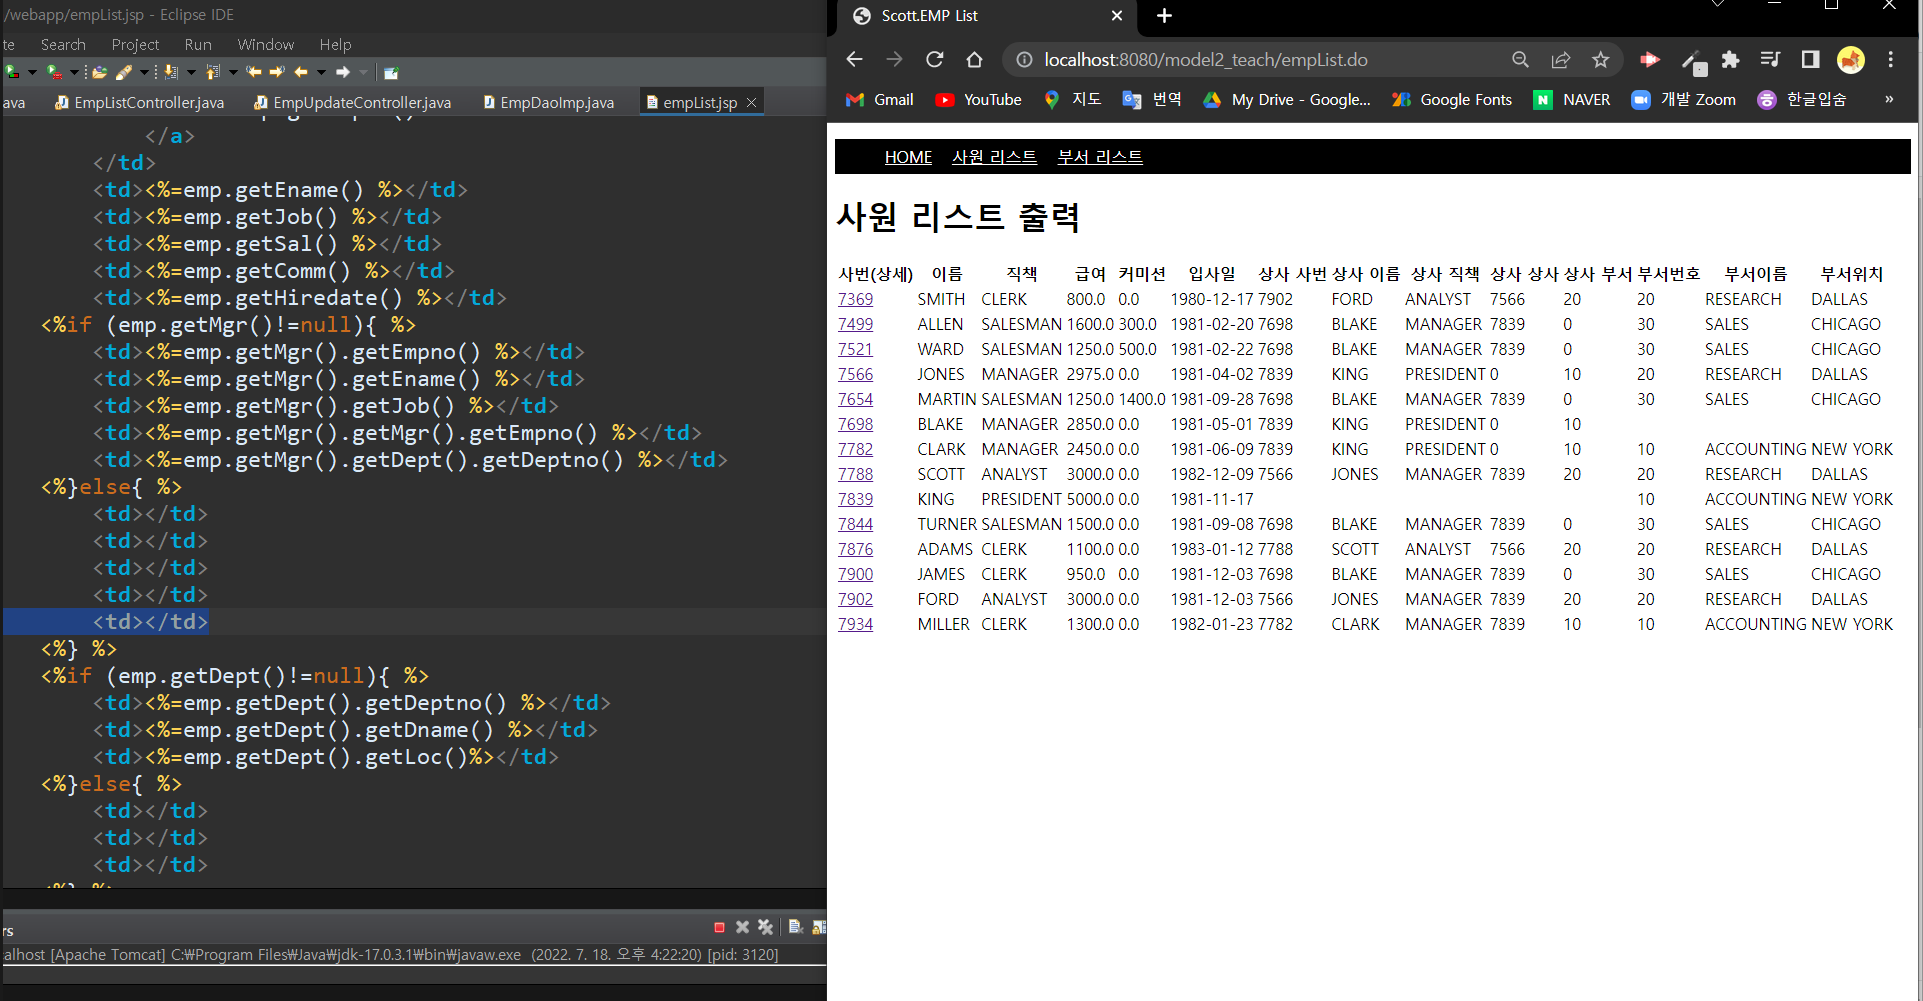 /webapp/empList.jsp - Eclipse IDE
te Search Project Run Window Help
ava EmpListController.java EmpUpdateController.java EmpDaoImp.java empList.jsp
</a>
</td>
<td><%=emp.getEname() %></td>
<td><%=emp.getJob() %></td>
<td><%=emp.getSal() %></td>
<td><%=emp.getComm() %></td>
<td><%=emp.getHiredate() %></td>
<%if (emp.getMgr()!=null){ %>
<td><%=emp.getMgr().getEmpno() %></td>
<td><%=emp.getMgr().getEname() %></td>
<td><%=emp.getMgr().getJob() %></td>
<td><%=emp.getMgr().getMgr().getEmpno() %></td>
<td><%=emp.getMgr().getDept().getDeptno() %></td>
<%}else{ %>
<td></td>
<td></td>
<td></td>
<td></td>
<td></td>
<%} %>
<%if (emp.getDept()!=null){ %>
<td><%=emp.getDept().getDeptno() %></td>
<td><%=emp.getDept().getDname() %></td>
<td><%=emp.getDept().getLoc()%></td>
<%}else{ %>
<td></td>
<td></td>
<td></td>
<%} %>
rs
calhost [Apache Tomcat] C:₩Program Files₩Java₩jdk-17.0.3.1₩bin₩javaw.exe (2022. 7. 18. 오후 4:22:20) [pid: 3120]
Scott.EMP List
localhost:8080/model2_teach/empList.do
Gmail YouTube 지도 번역 My Drive - Google... Google Fonts NAVER 개발 Zoom 한글입숨 »
HOME 사원 리스트 부서 리스트
사원 리스트 출력
사번(상세) 이름 직책 급여 커미션 입사일 상사 사번 상사 이름 상사 직책 상사 상사 상사 부서 부서번호 부서이름 부서위치
7369 SMITH CLERK 800.0 0.0 1980-12-17 7902 FORD ANALYST 7566 20 20 RESEARCH DALLAS
7499 ALLEN SALESMAN 1600.0 300.0 1981-02-20 7698 BLAKE MANAGER 7839 0 30 SALES CHICAGO
7521 WARD SALESMAN 1250.0 500.0 1981-02-22 7698 BLAKE MANAGER 7839 0 30 SALES CHICAGO
7566 JONES MANAGER 2975.0 0.0 1981-04-02 7839 KING PRESIDENT 0 10 20 RESEARCH DALLAS
7654 MARTIN SALESMAN 1250.0 1400.0 1981-09-28 7698 BLAKE MANAGER 7839 0 30 SALES CHICAGO
7698 BLAKE MANAGER 2850.0 0.0 1981-05-01 7839 KING PRESIDENT 0 10
7782 CLARK MANAGER 2450.0 0.0 1981-06-09 7839 KING PRESIDENT 0 10 10 ACCOUNTING NEW YORK
7788 SCOTT ANALYST 3000.0 0.0 1982-12-09 7566 JONES MANAGER 7839 20 20 RESEARCH DALLAS
7839 KING PRESIDENT 5000.0 0.0 1981-11-17 10 ACCOUNTING NEW YORK
7844 TURNER SALESMAN 1500.0 0.0 1981-09-08 7698 BLAKE MANAGER 7839 0 30 SALES CHICAGO
7876 ADAMS CLERK 1100.0 0.0 1983-01-12 7788 SCOTT ANALYST 7566 20 20 RESEARCH DALLAS
7900 JAMES CLERK 950.0 0.0 1981-12-03 7698 BLAKE MANAGER 7839 0 30 SALES CHICAGO
7902 FORD ANALYST 3000.0 0.0 1981-12-03 7566 JONES MANAGER 7839 20 20 RESEARCH DALLAS
7934 MILLER CLERK 1300.0 0.0 1982-01-23 7782 CLARK MANAGER 7839 10 10 ACCOUNTING NEW YORK